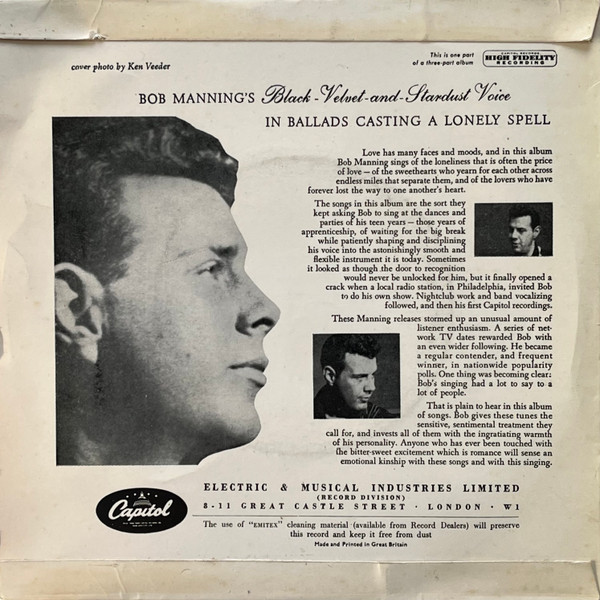 cover photo by Ken Veeder
This is one part
of a three-part album
CAPITOL RECORDS
HIGH FIDELITY
RECORDING
BOB MANNING'S Black-Velvet-and-Stardust Voice
IN BALLADS CASTING A LONELY SPELL
Love has many faces and moods, and in this album
Bob Manning sings of the loneliness that is often the price
of love – of the sweethearts who yearn for each other across
endless miles that separate them, and of the lovers who have
forever lost the way to one another's heart.
The songs in this album are the sort they
kept asking Bob to sing at the dances and
parties of his teen years – those years of
apprenticeship, of waiting for the big break
while patiently shaping and disciplining
his voice into the astonishingly smooth and
flexible instrument it is today. Sometimes
it looked as though the door to recognition
would never be unlocked for him, but it finally opened a
crack when a local radio station, in Philadelphia, invited Bob
to do his own show. Nightclub work and band vocalizing
followed, and then his first Capitol recordings.
These Manning releases stormed up an unusual amount of
listener enthusiasm. A series of net-
work TV dates rewarded Bob with
an even wider following. He became
a regular contender, and frequent
winner, in nationwide popularity
polls. One thing was becoming clear:
Bob's singing had a lot to say to a
lot of people.
That is plain to hear in this album
of songs. Bob gives these tunes the
sensitive, sentimental treatment they
call for, and invests all of them with the ingratiating warmth
of his personality. Anyone who has ever been touched with
the bitter-sweet excitement which is romance will sense an
emotional kinship with these songs and with this singing.
Capitol
ELECTRIC & MUSICAL INDUSTRIES LIMITED
(RECORD DIVISION)
8-11 GREAT CASTLE STREET · LONDON · W1
The use of "EMITEX" cleaning material (available from Record Dealers) will preserve
this record and keep it free from dust
Made and Printed in Great Britain